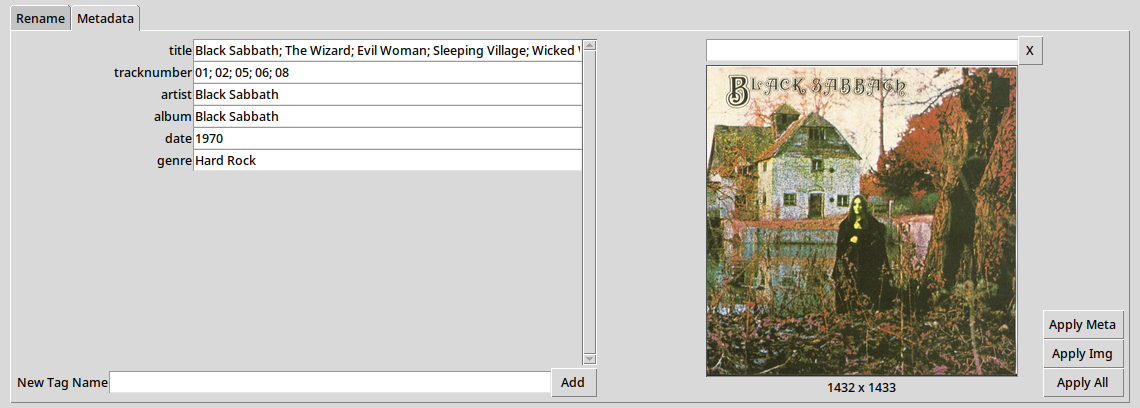 Rename Metadata
title Black Sabbath; The Wizard; Evil Woman; Sleeping Village; Wicked
tracknumber 01; 02; 05; 06; 08
artist Black Sabbath
album Black Sabbath
date 1970
genre Hard Rock
New Tag Name Add
X
BLACK SABBATH
1432 x 1433
Apply Meta
Apply Img
Apply All